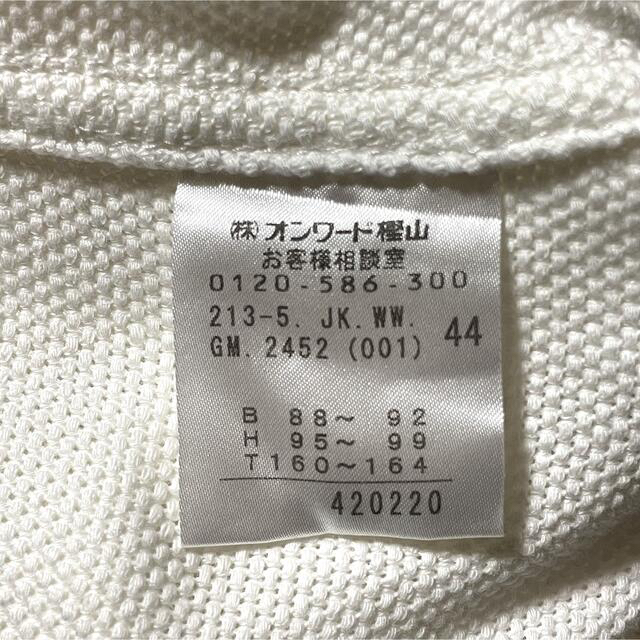 ㈱オンワード樫山
お客様相談室
0120-586-300
213-5. JK. WW.
GM. 2452 (001) 44
B 88～ 92
H 95～ 99
T 160～164
420220